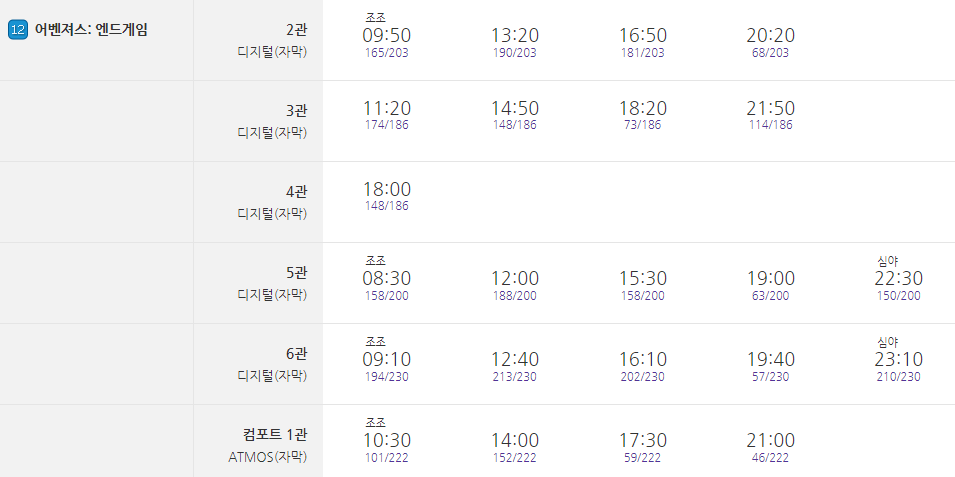 12 어벤져스: 엔드게임
2관
디지털(자막)
조조
09:50 13:20 16:50 20:20
165/203 190/203 181/203 68/203
3관
디지털(자막)
11:20 14:50 18:20 21:50
174/186 148/186 73/186 114/186
4관
디지털(자막)
18:00
148/186
5관
디지털(자막)
조조 심야
08:30 12:00 15:30 19:00 22:30
158/200 188/200 158/200 63/200 150/200
6관
디지털(자막)
조조 심야
09:10 12:40 16:10 19:40 23:10
194/230 213/230 202/230 57/230 210/230
컴포트 1관
ATMOS(자막)
조조
10:30 14:00 17:30 21:00
101/222 152/222 59/222 46/222